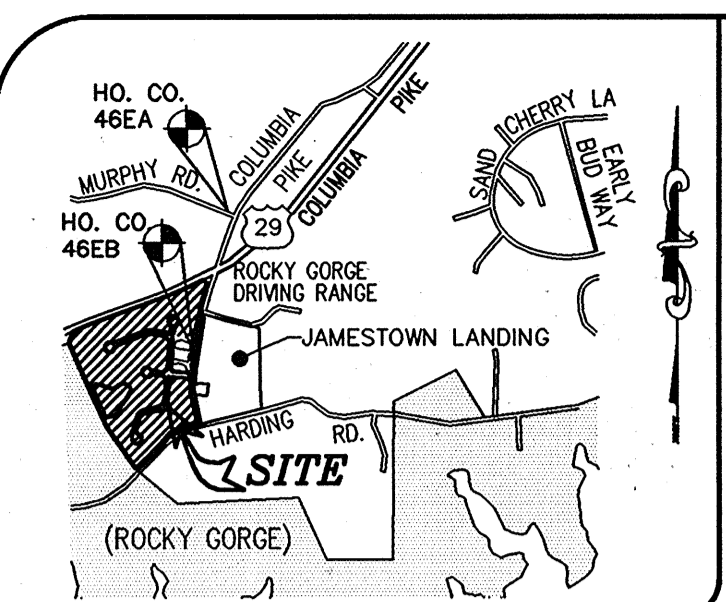 HO. CO.
46EA
MURPHY RD.
COLUMBIA PIKE
COLUMBIA PIKE
29
HO. CO.
46EB
ROCKY GORGE
DRIVING RANGE
JAMESTOWN LANDING
HARDING RD.
SITE
(ROCKY GORGE)
SAND CHERRY LA
EARLY
BUD WAY